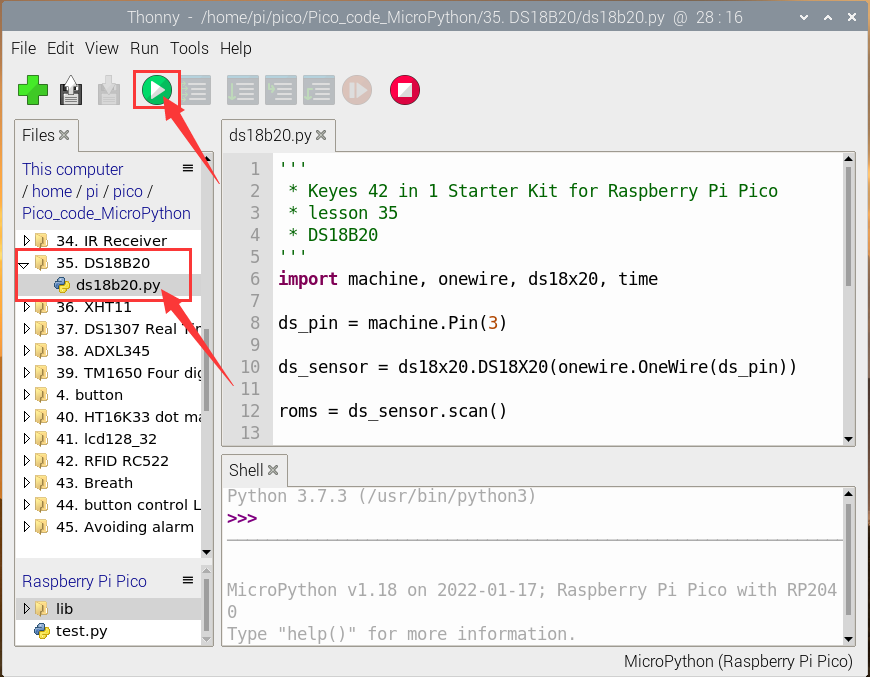 Thonny - /home/pi/pico/Pico_code_MicroPython/35. DS18B20/ds18b20.py @ 28 : 16
File Edit View Run Tools Help
Files
This computer
/ home / pi / pico /
Pico_code_MicroPython
34. IR Receiver
35. DS18B20
ds18b20.py
36. XHT11
37. DS1307 Real Tir
38. ADXL345
39. TM1650 Four dig
4. button
40. HT16K33 dot ma
41. lcd128_32
42. RFID RC522
43. Breath
44. button control L
45. Avoiding alarm
Raspberry Pi Pico
lib
test.py
ds18b20.py
1 '''
2 * Keyes 42 in 1 Starter Kit for Raspberry Pi Pico
3 * lesson 35
4 * DS18B20
5 '''
6 import machine, onewire, ds18x20, time
7
8 ds_pin = machine.Pin(3)
9
10 ds_sensor = ds18x20.DS18X20(onewire.OneWire(ds_pin))
11
12 roms = ds_sensor.scan()
13
Shell
Python 3.7.3 (/usr/bin/python3)
>>>
MicroPython v1.18 on 2022-01-17; Raspberry Pi Pico with RP204
0
Type "help()" for more information.
MicroPython (Raspberry Pi Pico)